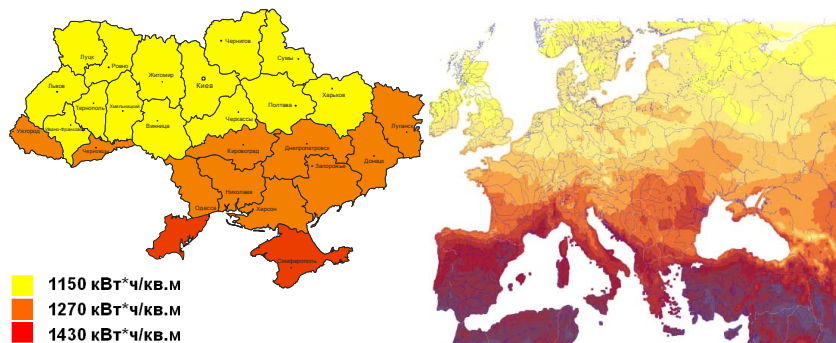 Чернигов
Сумы
Луцк
Ровно
Житомир
Киев
Львов
Тернополь
Хмельницкий
Полтава
Харьков
Ивано-Франковск
Винница
Черкассы
Ужгород
Черновцы
Кировоград
Днепропетровск
Луганск
Донецк
Запорожье
Николаев
Одесса
Херсон
Симферополь
1150 кВт*ч/кв.м
1270 кВт*ч/кв.м
1430 кВт*ч/кв.м